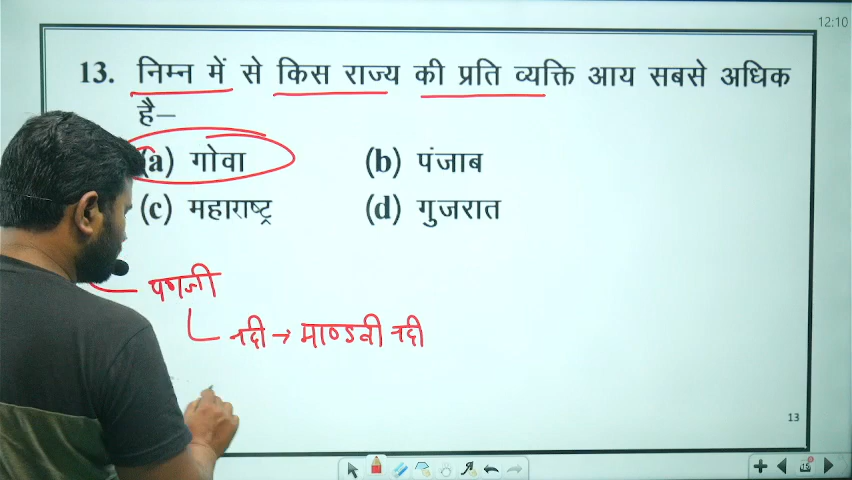 12:10
13. निम्न में से किस राज्य की प्रति व्यक्ति आय सबसे अधिक
है–
(a) गोवा (b) पंजाब
(c) महाराष्ट्र (d) गुजरात
पणजी
नदी → माण्डवी नदी
13